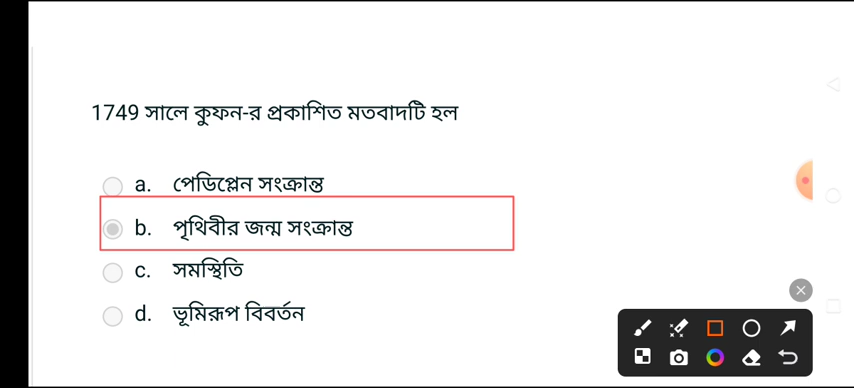 1749 সালে কুফন-র প্রকাশিত মতবাদটি হল
a. পেডিপ্লেন সংক্রান্ত
b. পৃথিবীর জন্ম সংক্রান্ত
c. সমস্থিতি
d. ভূমিরূপ বিবর্তন